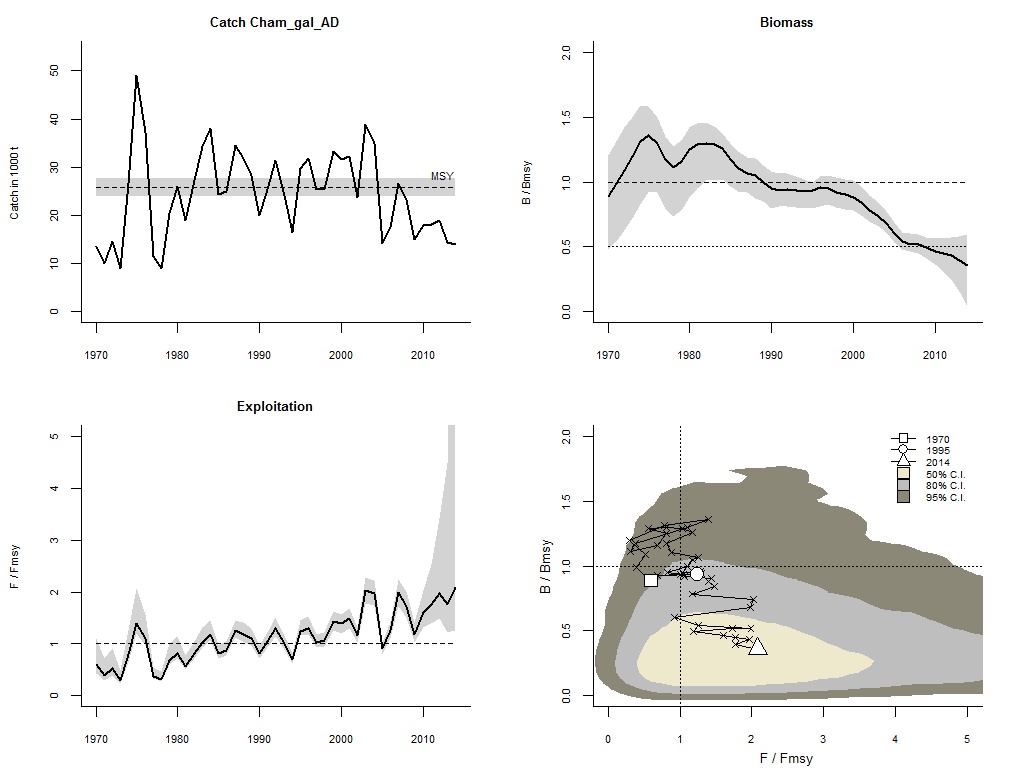 Catch Cham_gal_AD
Catch in 1000 t
50
40
30
20
10
0
MSY
1970 1980 1990 2000 2010
Biomass
B / Bmsy
2.0
1.5
1.0
0.5
0.0
1970 1980 1990 2000 2010
Exploitation
F / Fmsy
5
4
3
2
1
0
1970 1980 1990 2000 2010
B / Bmsy
2.0
1.5
1.0
0.5
0.0
1970
1995
2014
50% C.I.
80% C.I.
95% C.I.
0 1 2 3 4 5
F / Fmsy